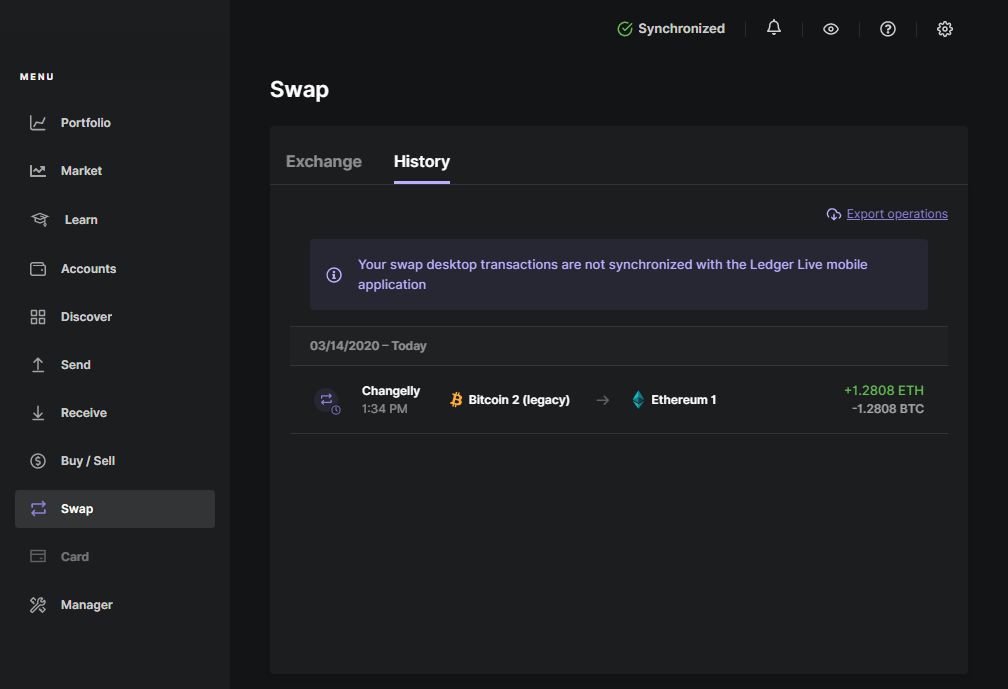 Synchronized
MENU
Portfolio
Market
Learn
Accounts
Discover
Send
Receive
Buy / Sell
Swap
Card
Manager
Swap
Exchange
History
Export operations
Your swap desktop transactions are not synchronized with the Ledger Live mobile
application
03/14/2020 – Today
Changelly
1:34 PM
Bitcoin 2 (legacy)
Ethereum 1
+1.2808 ETH
-1.2808 BTC